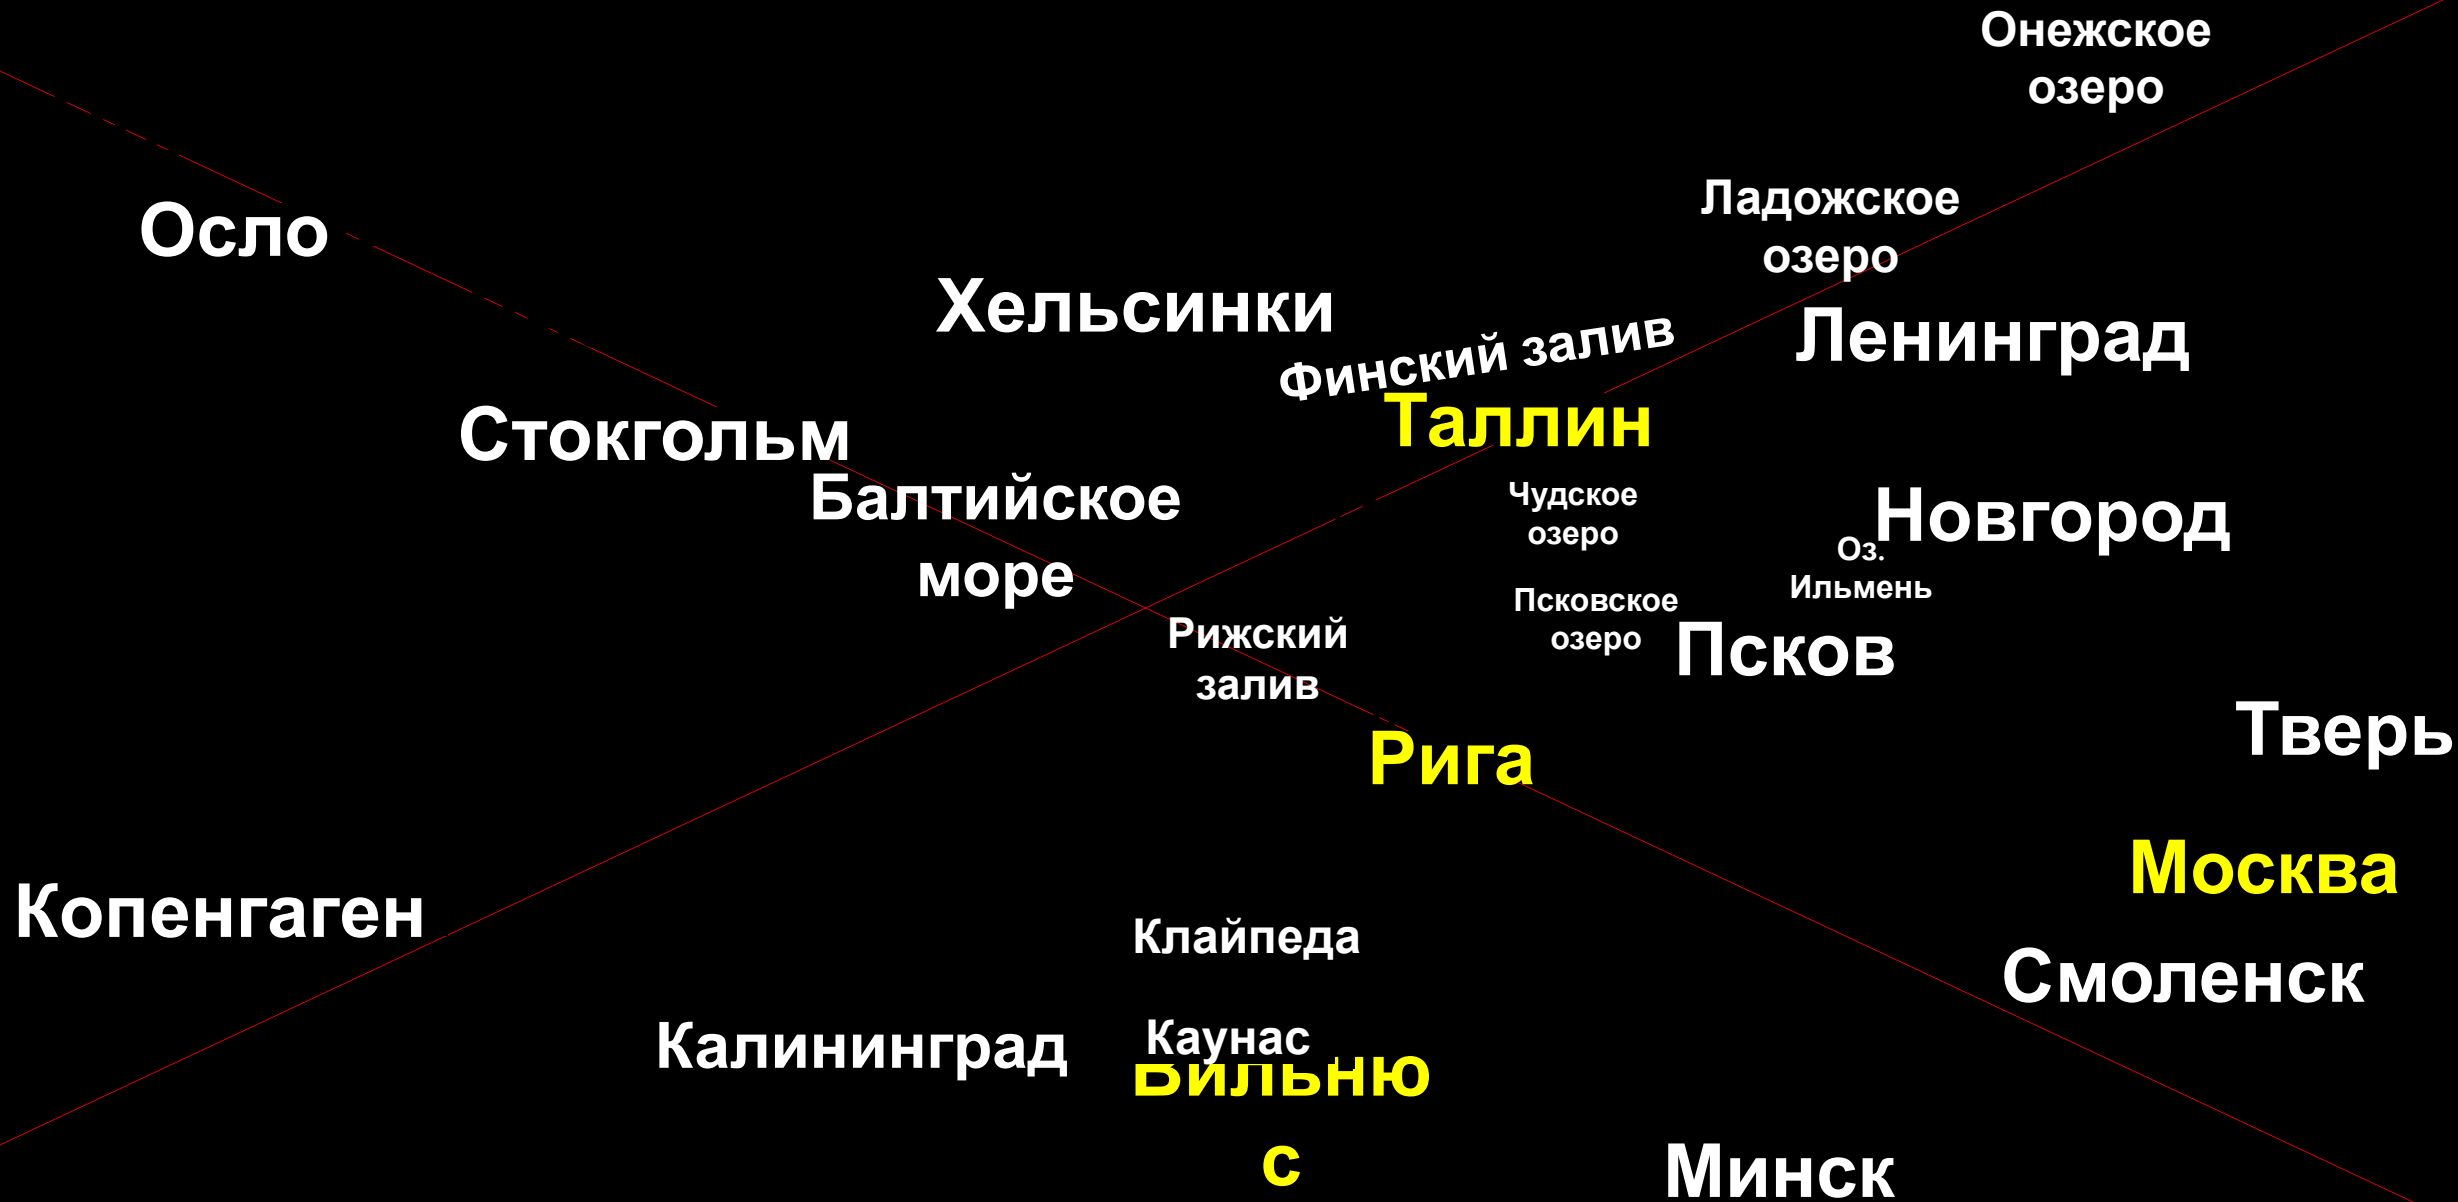 Онежское
озеро
Ладожское
озеро
Осло
Хельсинки
Финский залив
Ленинград
Таллин
Стокгольм
Балтийское
море
Чудское
озеро
Новгород
Оз.
Ильмень
Псковское
озеро
Псков
Рижский
залив
Тверь
Рига
Москва
Копенгаген
Клайпеда
Смоленск
Калининград
Каунас
Вильню
с
Минск